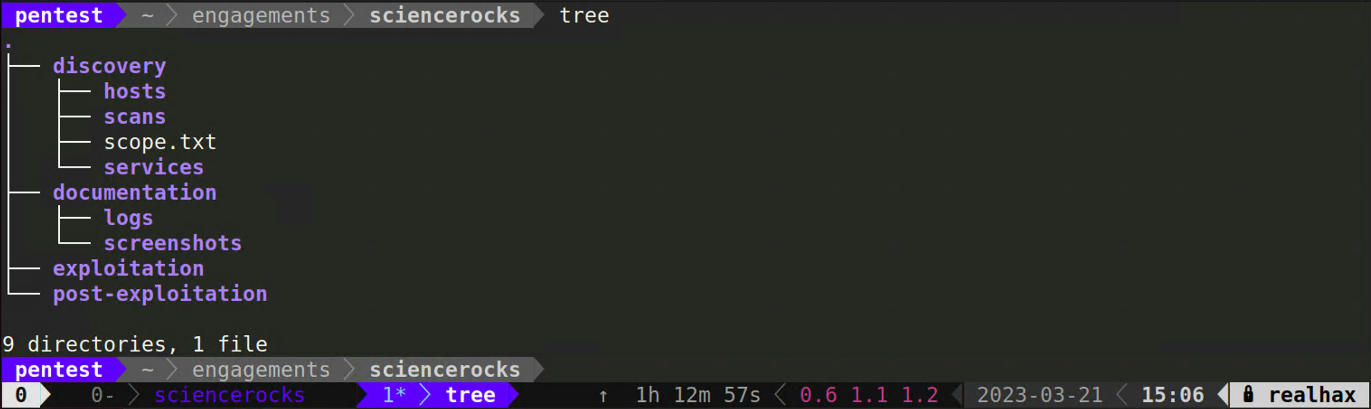 pentest ~ engagements sciencerocks tree
.
├── discovery
│   ├── hosts
│   ├── scans
│   ├── scope.txt
│   └── services
├── documentation
│   ├── logs
│   └── screenshots
├── exploitation
└── post-exploitation
9 directories, 1 file
pentest ~ engagements sciencerocks
0 0- sciencerocks 1* tree ↑ 1h 12m 57s 0.6 1.1 1.2 2023-03-21 15:06 realhax